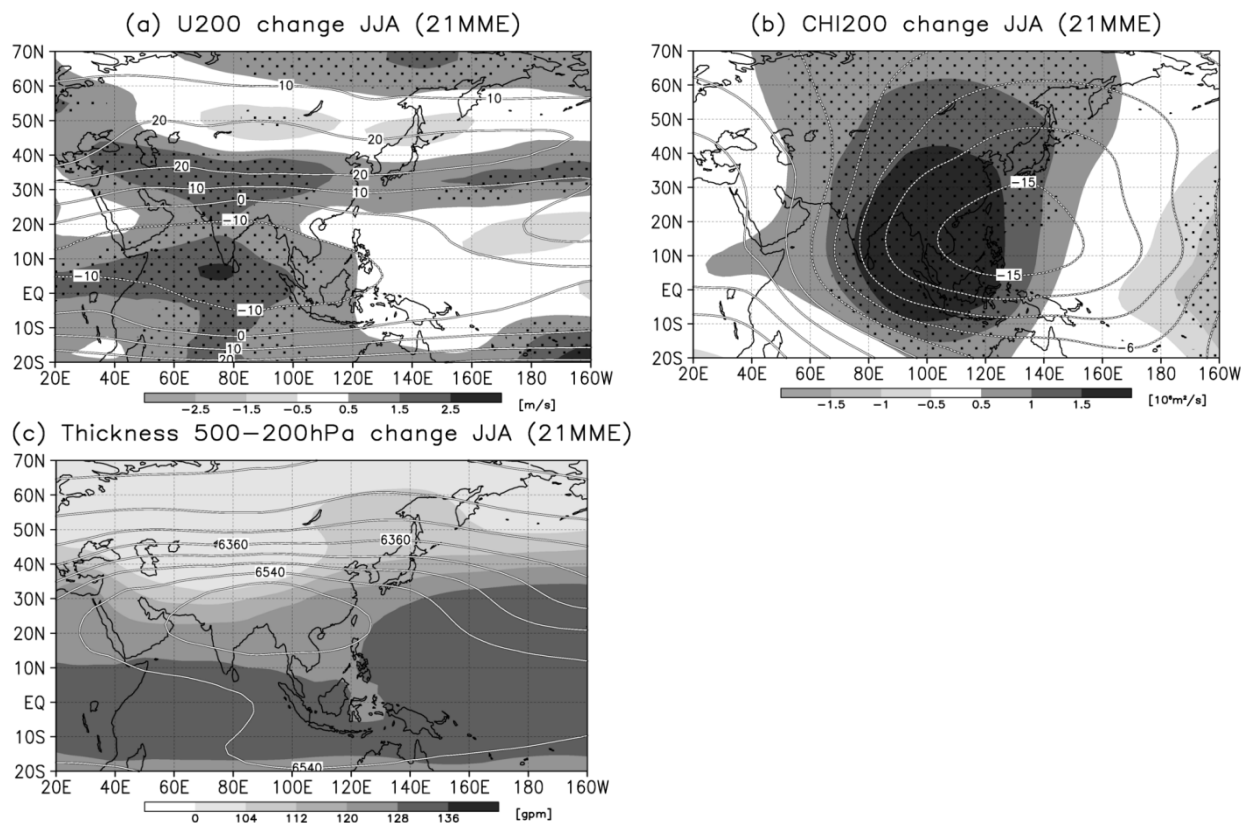 (a) U200 change JJA (21MME)
70N
60N
50N
40N
30N
20N
10N
EQ
10S
20S
10
10
20
20
20
20
10
10
0
-10
-10
-10
0
10
20
20E 40E 60E 80E 100E 120E 140E 160E 180 160W
-2.5 -1.5 -0.5 0.5 1.5 2.5 [m/s]
(b) CHI200 change JJA (21MME)
70N
60N
50N
40N
30N
20N
10N
EQ
10S
20S
-15
-15
6
20E 40E 60E 80E 100E 120E 140E 160E 180 160W
-1.5 -1 -0.5 0.5 1 1.5 [10⁶m²/s]
(c) Thickness 500-200hPa change JJA (21MME)
70N
60N
50N
40N
30N
20N
10N
EQ
10S
20S
6360
6360
6540
6540
20E 40E 60E 80E 100E 120E 140E 160E 180 160W
0 104 112 120 128 136 [gpm]